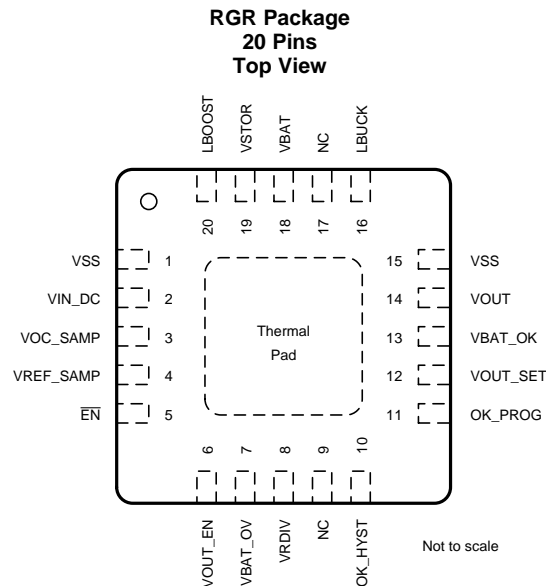 RGR Package
20 Pins
Top View
LBOOST
VSTOR
VBAT
NC
LBUCK
20
19
18
17
16
VSS 1
VIN_DC 2
VOC_SAMP 3
VREF_SAMP 4
EN 5
Thermal
Pad
15 VSS
14 VOUT
13 VBAT_OK
12 VOUT_SET
11 OK_PROG
6
7
8
9
10
VOUT_EN
VBAT_OV
VRDIV
NC
OK_HYST
Not to scale